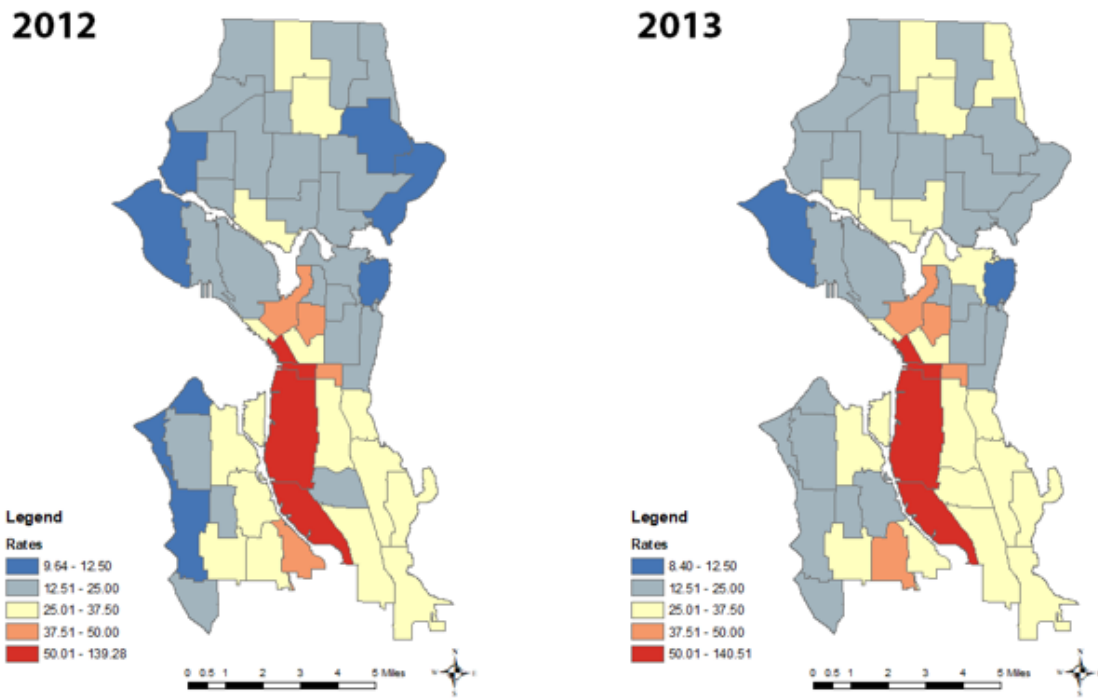 2012
2013
Legend
Rates
9.64 - 12.50
12.51 - 25.00
25.01 - 37.50
37.51 - 50.00
50.01 - 139.28
0 0.5 1 2 3 4 5 Miles
Legend
Rates
8.40 - 12.50
12.51 - 25.00
25.01 - 37.50
37.51 - 50.00
50.01 - 140.51
0 0.5 1 2 3 4 5 Miles